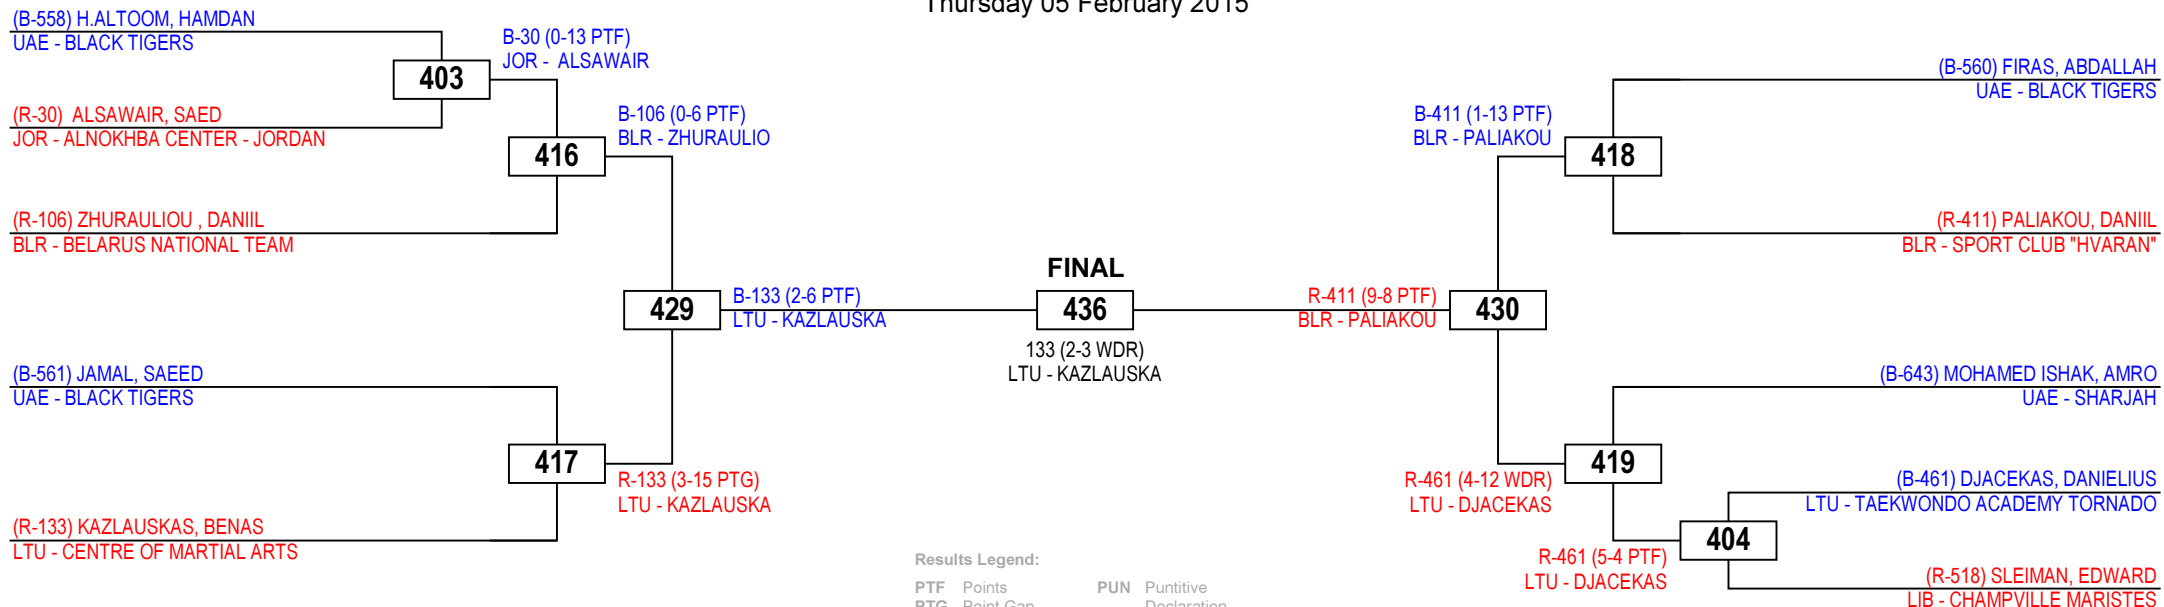 Thursday 05 February 2015
(B-558) H.ALTOOM, HAMDAN
UAE - BLACK TIGERS
B-30 (0-13 PTF)
JOR - ALSAWAIR
403
(R-30) ALSAWAIR, SAED
JOR - ALNOKHBA CENTER - JORDAN
B-106 (0-6 PTF)
BLR - ZHURAULIO
416
(R-106) ZHURAULIOU , DANIIL
BLR - BELARUS NATIONAL TEAM
429
B-133 (2-6 PTF)
LTU - KAZLAUSKA
(B-561) JAMAL, SAEED
UAE - BLACK TIGERS
417
R-133 (3-15 PTG)
LTU - KAZLAUSKA
(R-133) KAZLAUSKAS, BENAS
LTU - CENTRE OF MARTIAL ARTS
FINAL
436
133 (2-3 WDR)
LTU - KAZLAUSKA
(B-560) FIRAS, ABDALLAH
UAE - BLACK TIGERS
B-411 (1-13 PTF)
BLR - PALIAKOU
418
(R-411) PALIAKOU, DANIIL
BLR - SPORT CLUB "HVARAN"
R-411 (9-8 PTF)
BLR - PALIAKOU
430
(B-643) MOHAMED ISHAK, AMRO
UAE - SHARJAH
419
R-461 (4-12 WDR)
LTU - DJACEKAS
(B-461) DJACEKAS, DANIELIUS
LTU - TAEKWONDO ACADEMY TORNADO
404
R-461 (5-4 PTF)
LTU - DJACEKAS
(R-518) SLEIMAN, EDWARD
LIB - CHAMPVILLE MARISTES
Results Legend:
PTF Points PUN Puntitive
PTG Point Gap Declaration